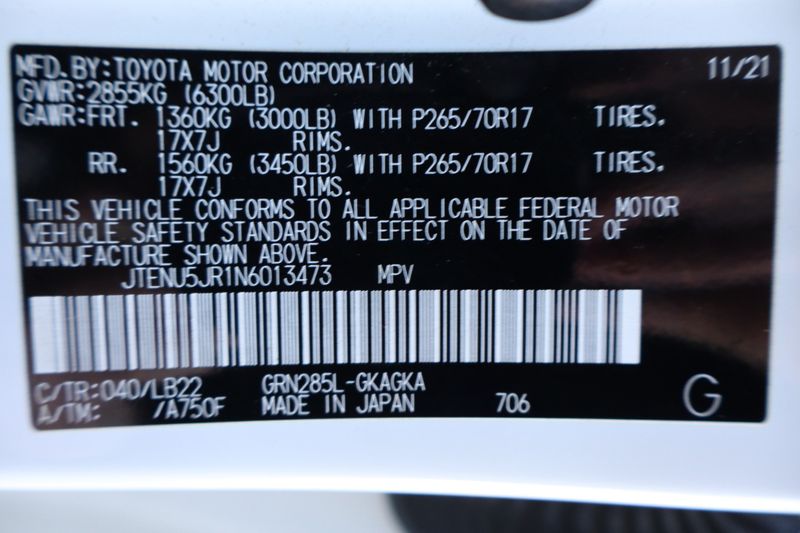 MFD.BY:TOYOTA MOTOR CORPORATION 11/21
GVWR:2855KG (6300LB)
GAWR:FRT. 1360KG (3000LB) WITH P265/70R17 TIRES.
17X7J RIMS.
RR. 1560KG (3450LB) WITH P265/70R17 TIRES.
17X7J RIMS.
THIS VEHICLE CONFORMS TO ALL APPLICABLE FEDERAL MOTOR
VEHICLE SAFETY STANDARDS IN EFFECT ON THE DATE OF
MANUFACTURE SHOWN ABOVE.
JTENU5JR1N6013473 MPV
C/TR:040/LB22 GRN285L-GKAGKA
A/TM: /A750F MADE IN JAPAN 706 G